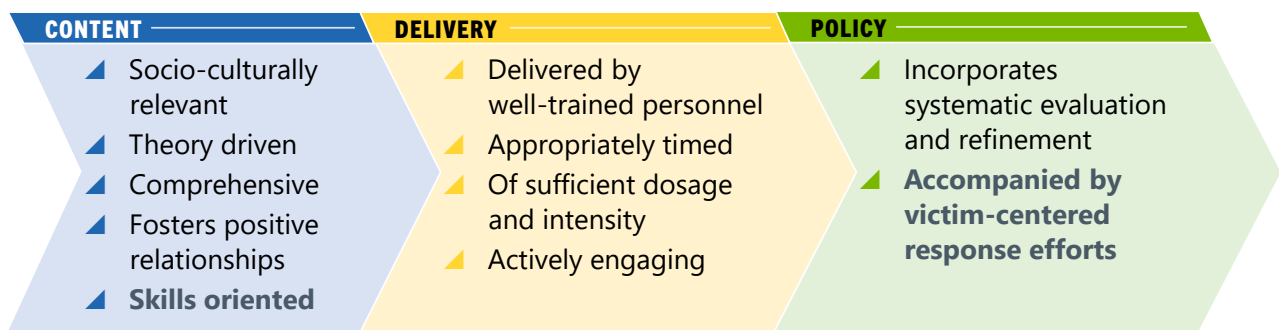 CONTENT
Socio-culturally
relevant
Theory driven
Comprehensive
Fosters positive
relationships
Skills oriented
DELIVERY
Delivered by
well-trained personnel
Appropriately timed
Of sufficient dosage
and intensity
Actively engaging
POLICY
Incorporates
systematic evaluation
and refinement
Accompanied by
victim-centered
response efforts